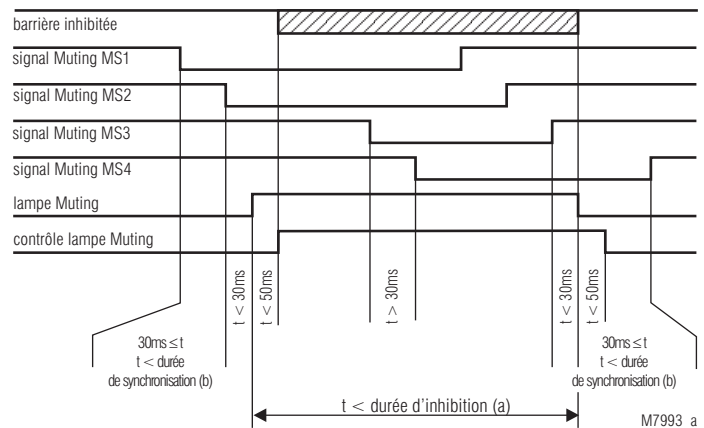 barrière inhibitée
signal Muting MS1
signal Muting MS2
signal Muting MS3
signal Muting MS4
lampe Muting
contrôle lampe Muting
t < 30ms
t < 50ms
t > 30ms
t < 30ms
t < 50ms
30ms ≤ t
t < durée
de synchronisation (b)
30ms ≤ t
t < durée
de synchronisation (b)
t < durée d'inhibition (a)
M7993_a